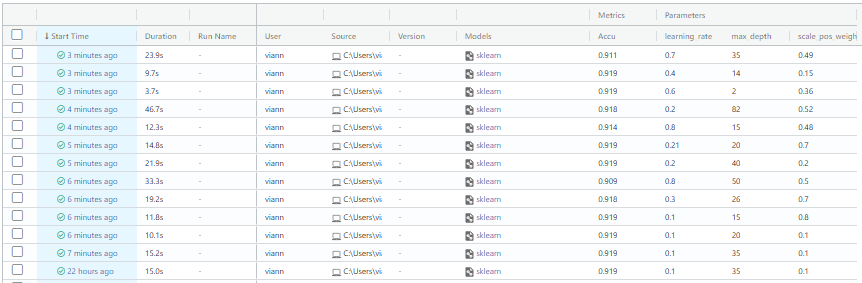 Metrics Parameters
↓ Start Time Duration Run Name User Source Version Models Accu learning_rate max_depth scale_pos_weigh
3 minutes ago 23.9s - viann C:\Users\vi - sklearn 0.911 0.7 35 0.49
3 minutes ago 9.7s - viann C:\Users\vi - sklearn 0.919 0.4 14 0.15
3 minutes ago 3.7s - viann C:\Users\vi - sklearn 0.919 0.6 2 0.36
4 minutes ago 46.7s - viann C:\Users\vi - sklearn 0.918 0.2 82 0.52
4 minutes ago 12.3s - viann C:\Users\vi - sklearn 0.914 0.8 15 0.48
5 minutes ago 14.8s - viann C:\Users\vi - sklearn 0.919 0.21 20 0.7
5 minutes ago 21.9s - viann C:\Users\vi - sklearn 0.919 0.2 40 0.2
6 minutes ago 33.3s - viann C:\Users\vi - sklearn 0.909 0.8 50 0.5
6 minutes ago 19.2s - viann C:\Users\vi - sklearn 0.918 0.3 26 0.7
6 minutes ago 11.8s - viann C:\Users\vi - sklearn 0.919 0.1 15 0.8
6 minutes ago 10.1s - viann C:\Users\vi - sklearn 0.919 0.1 20 0.1
7 minutes ago 15.2s - viann C:\Users\vi - sklearn 0.919 0.1 35 0.1
22 hours ago 15.0s - viann C:\Users\vi - sklearn 0.919 0.1 35 0.1